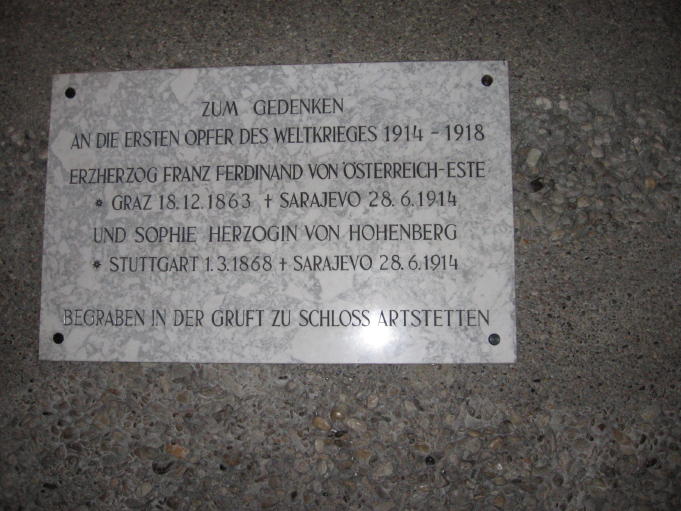 ZUM GEDENKEN
AN DIE ERSTEN OPFER DES WELTKRIEGES 1914 - 1918
ERZHERZOG FRANZ FERDINAND VON ÖSTERREICH-ESTE
* GRAZ 18.12.1863 † SARAJEVO 28.6.1914
UND SOPHIE HERZOGIN VON HOHENBERG
* STUTTGART 1.3.1868 † SARAJEVO 28.6.1914
BEGRABEN IN DER GRUFT ZU SCHLOSS ARTSTETTEN